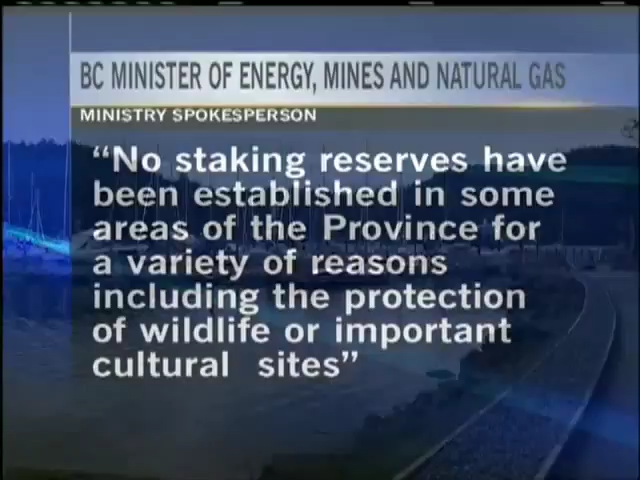 BC MINISTER OF ENERGY, MINES AND NATURAL GAS
MINISTRY SPOKESPERSON
“No staking reserves have
been established in some
areas of the Province for
a variety of reasons
including the protection
of wildlife or important
cultural sites”